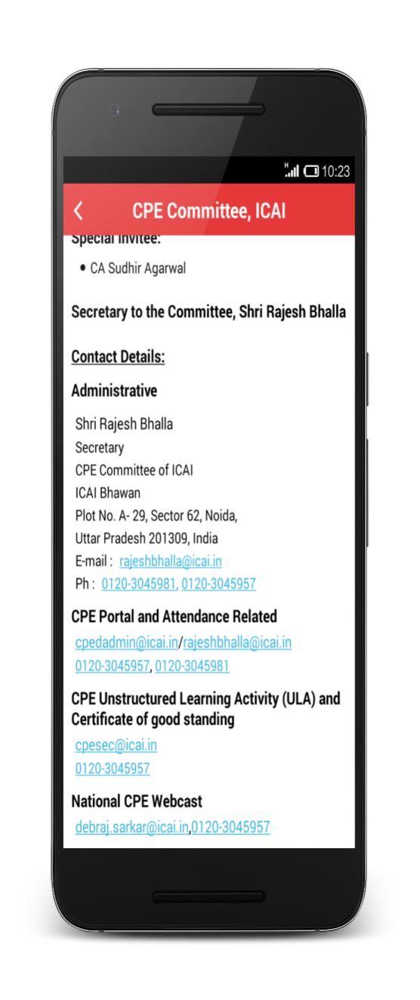 H
10:23
CPE Committee, ICAI
Special Invitee:
• CA Sudhir Agarwal
Secretary to the Committee, Shri Rajesh Bhalla
Contact Details:
Administrative
Shri Rajesh Bhalla
Secretary
CPE Committee of ICAI
ICAI Bhawan
Plot No. A- 29, Sector 62, Noida,
Uttar Pradesh 201309, India
E-mail : rajeshbhalla@icai.in
Ph : 0120-3045981, 0120-3045957
CPE Portal and Attendance Related
cpedadmin@icai.in/rajeshbhalla@icai.in
0120-3045957, 0120-3045981
CPE Unstructured Learning Activity (ULA) and
Certificate of good standing
cpesec@icai.in
0120-3045957
National CPE Webcast
debraj.sarkar@icai.in,0120-3045957